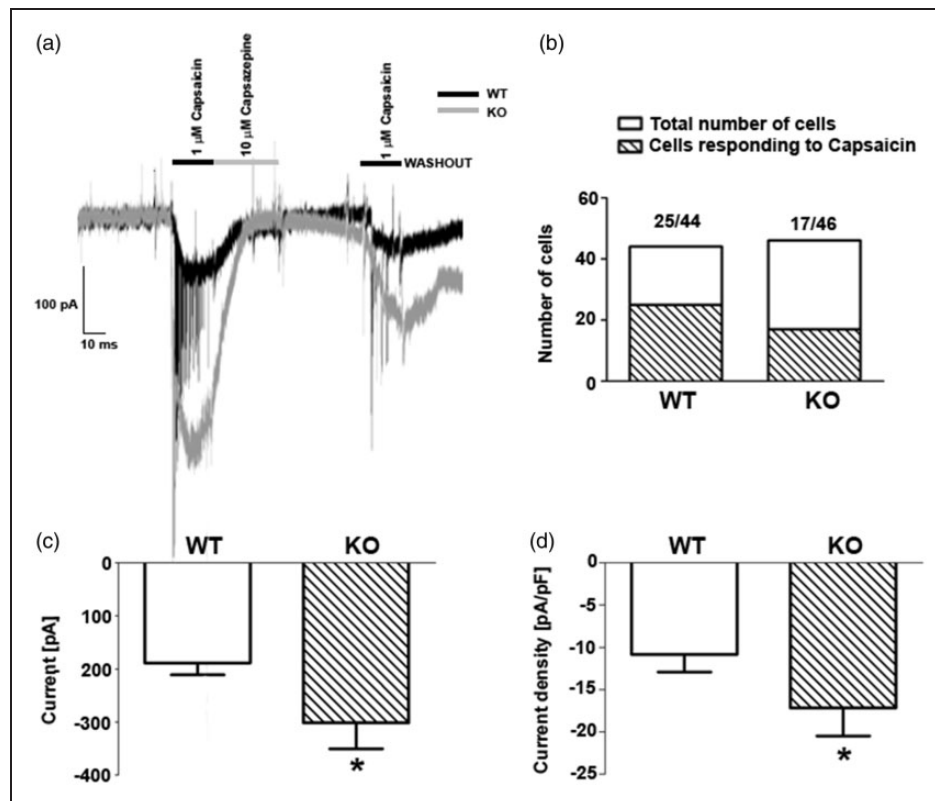 (a)
1 µM Capsaicin
10 µM Capsazepine
1 µM Capsaicin
WT
KO
WASHOUT
100 pA
10 ms
(b)
Total number of cells
Cells responding to Capsaicin
Number of cells
60
40
20
0
25/44
17/46
WT
KO
(c)
WT
KO
Current [pA]
0
100
200
-300
-400
*
(d)
WT
KO
Current density [pA/pF]
0
-5
-10
-15
-20
-25
*